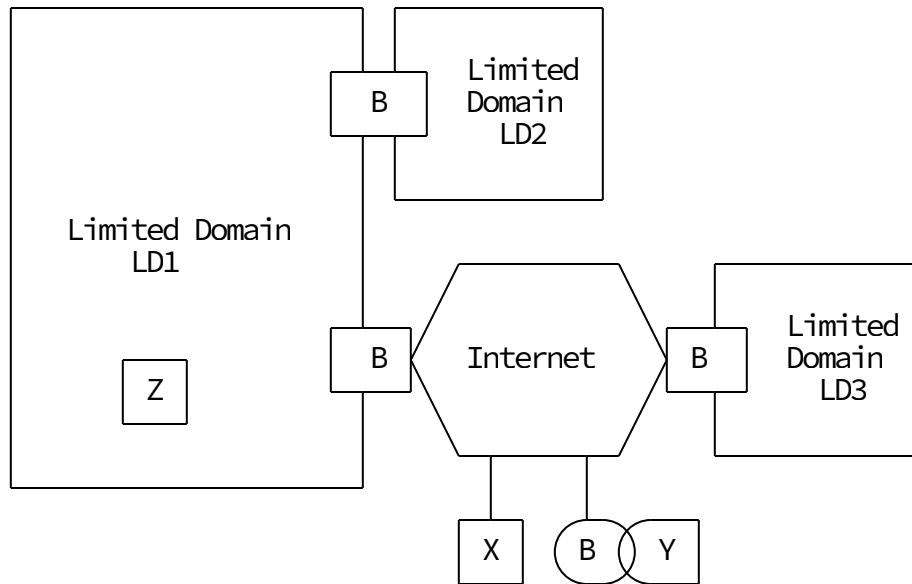 B
Limited
Domain
LD2
Limited Domain
LD1
B
Internet
B
Limited
Domain
LD3
Z
X
B
Y